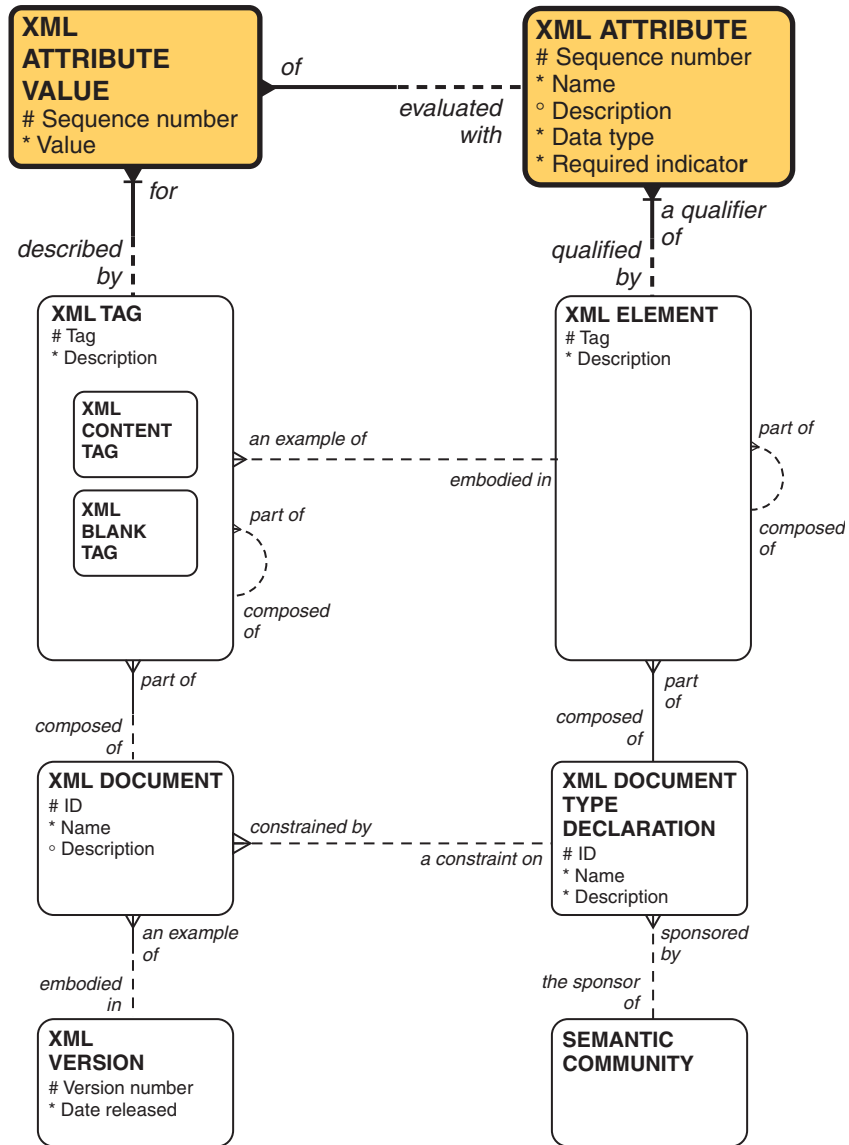 XML
ATTRIBUTE
VALUE
# Sequence number
* Value
of
evaluated
with
XML ATTRIBUTE
# Sequence number
* Name
° Description
* Data type
* Required indicator
for
described
by
a qualifier
of
qualified
by
XML TAG
# Tag
* Description
XML
CONTENT
TAG
XML
BLANK
TAG
an example of
embodied in
part of
composed
of
XML ELEMENT
# Tag
* Description
part of
composed
of
part of
composed
of
part
of
composed
of
XML DOCUMENT
# ID
* Name
° Description
constrained by
a constraint on
XML DOCUMENT
TYPE
DECLARATION
# ID
* Name
* Description
an example
of
embodied
in
sponsored
by
the sponsor
of
XML
VERSION
# Version number
* Date released
SEMANTIC
COMMUNITY